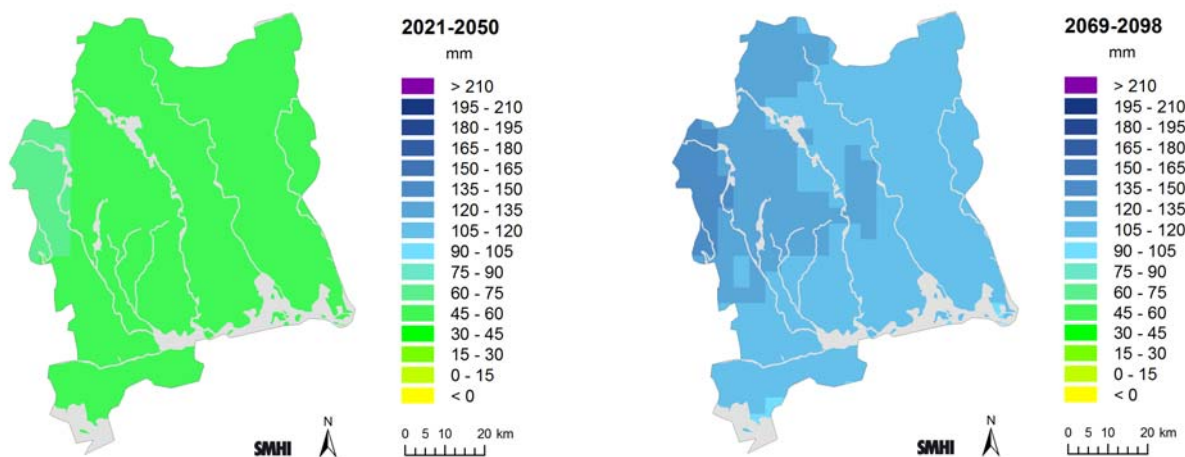 2021-2050
mm
> 210
195 - 210
180 - 195
165 - 180
150 - 165
135 - 150
120 - 135
105 - 120
90 - 105
75 - 90
60 - 75
45 - 60
30 - 45
15 - 30
0 - 15
< 0
SMHI
N
0 5 10 20 km
2069-2098
mm
> 210
195 - 210
180 - 195
165 - 180
150 - 165
135 - 150
120 - 135
105 - 120
90 - 105
75 - 90
60 - 75
45 - 60
30 - 45
15 - 30
0 - 15
< 0
SMHI
N
0 5 10 20 km